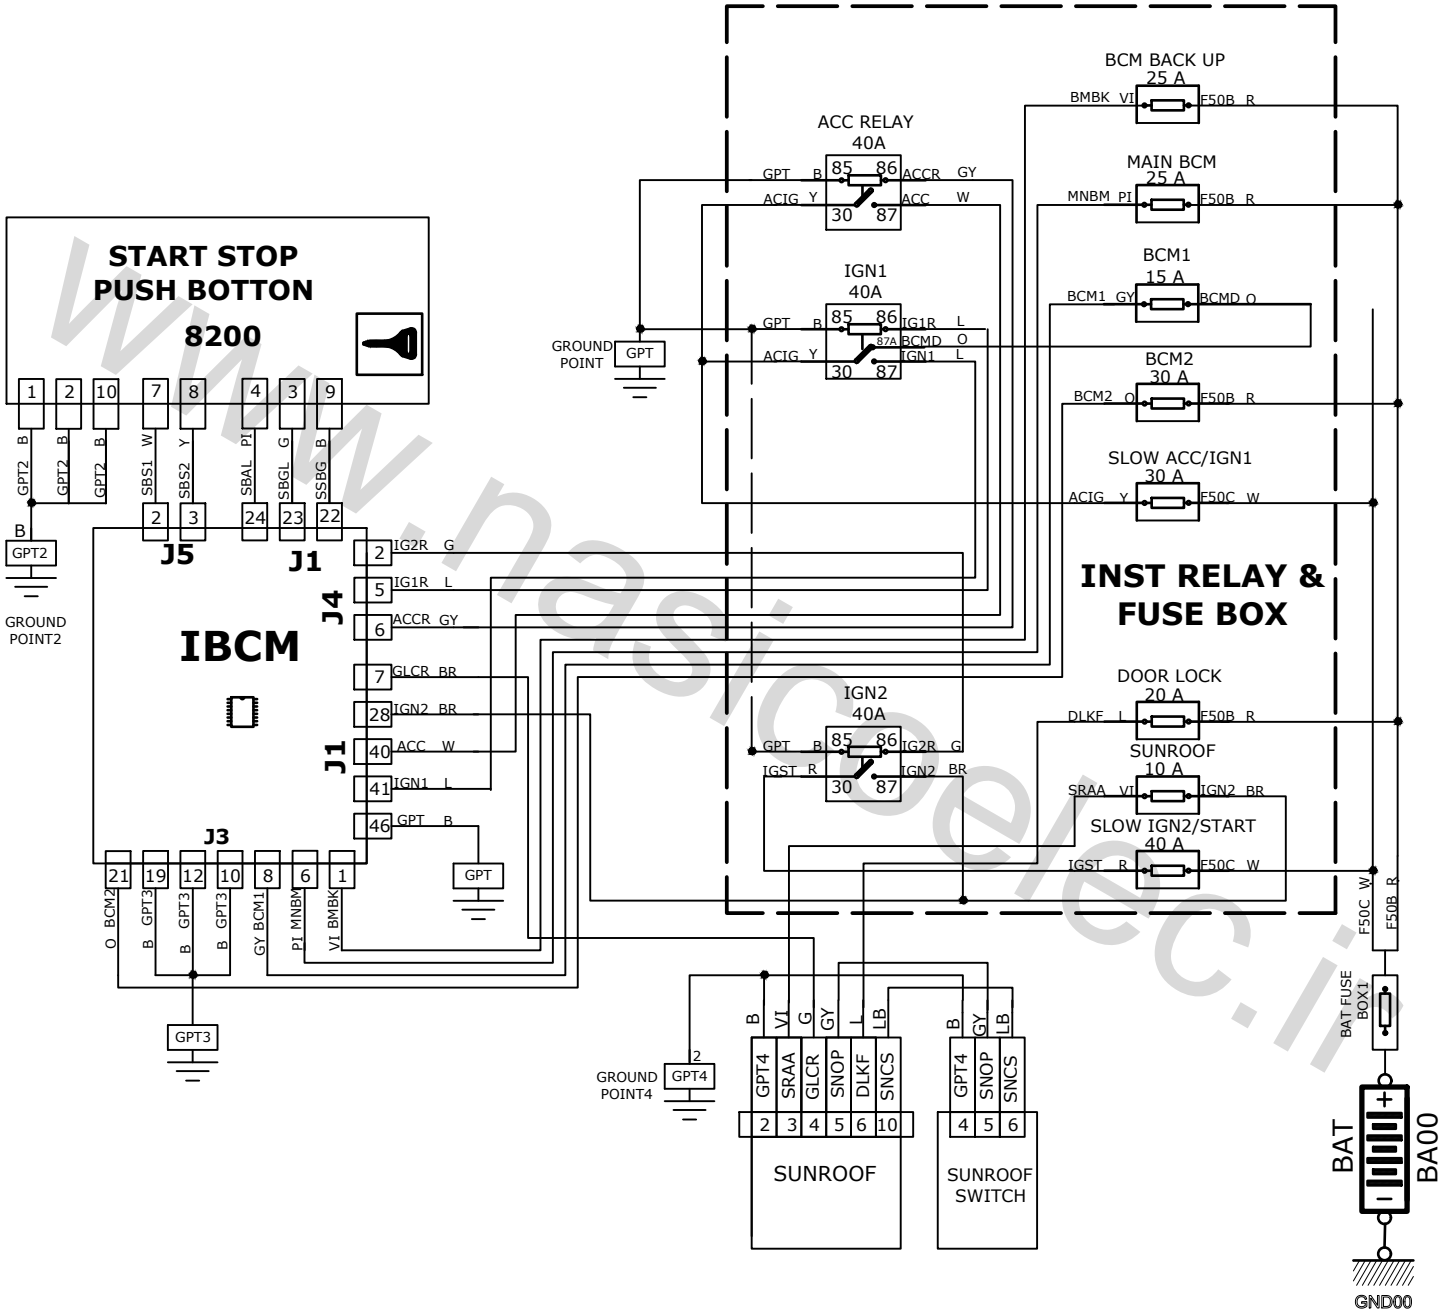 BCM BACK UP
25 A
BMBK VI
F50B R
ACC RELAY
40A
85 86
GPT B
ACCR GY
ACIG Y
ACC W
30 87
MAIN BCM
25 A
MNBM PI
F50B R
START STOP
PUSH BOTTON
8200
IGN1
40A
85 86
GPT B
IG1R L
87A
BCMD O
ACIG Y
IGN1 L
30 87
BCM1
15 A
BCM1 GY
BCMD O
GROUND
POINT
GPT
BCM2
30 A
BCM2 O
F50B R
1 2 10 7 8 4 3 9
GPT2 B
GPT2 B
GPT2 B
SBS1 W
SBS2 Y
SBAL PI
SBGL G
SSBG B
SLOW ACC/IGN1
30 A
ACIG Y
F50C W
2 3 24 23 22
B
GPT2
GROUND
POINT2
J5
J1
2 IG2R G
5 IG1R L
J4
6 ACCR GY
IBCM
7 GLCR BR
28 IGN2 BR
J1
40 ACC W
41 IGN1 L
46 GPT B
GPT
J3
21 19 12 10 8 6 1
O BCM2
B GPT3
B GPT3
B GPT3
GY BCM1
PI MNBM
VI BMBK
GPT3
INST RELAY &
FUSE BOX
IGN2
40A
85 86
GPT B
IG2R G
IGST R
IGN2 BR
30 87
DOOR LOCK
20 A
DLKF L
F50B R
SUNROOF
10 A
SRAA VI
IGN2 BR
SLOW IGN2/START
40 A
IGST R
F50C W
F50C W
F50B R
BAT FUSE
BOX1
GROUND
POINT4
2
GPT4
B VI G GY L LB
GPT4 SRAA GLCR SNOP DLKF SNCS
2 3 4 5 6 10
SUNROOF
B GY LB
GPT4 SNOP SNCS
4 5 6
SUNROOF
SWITCH
BAT
+
−
BA00
GND00
www.nasicoelec.ir